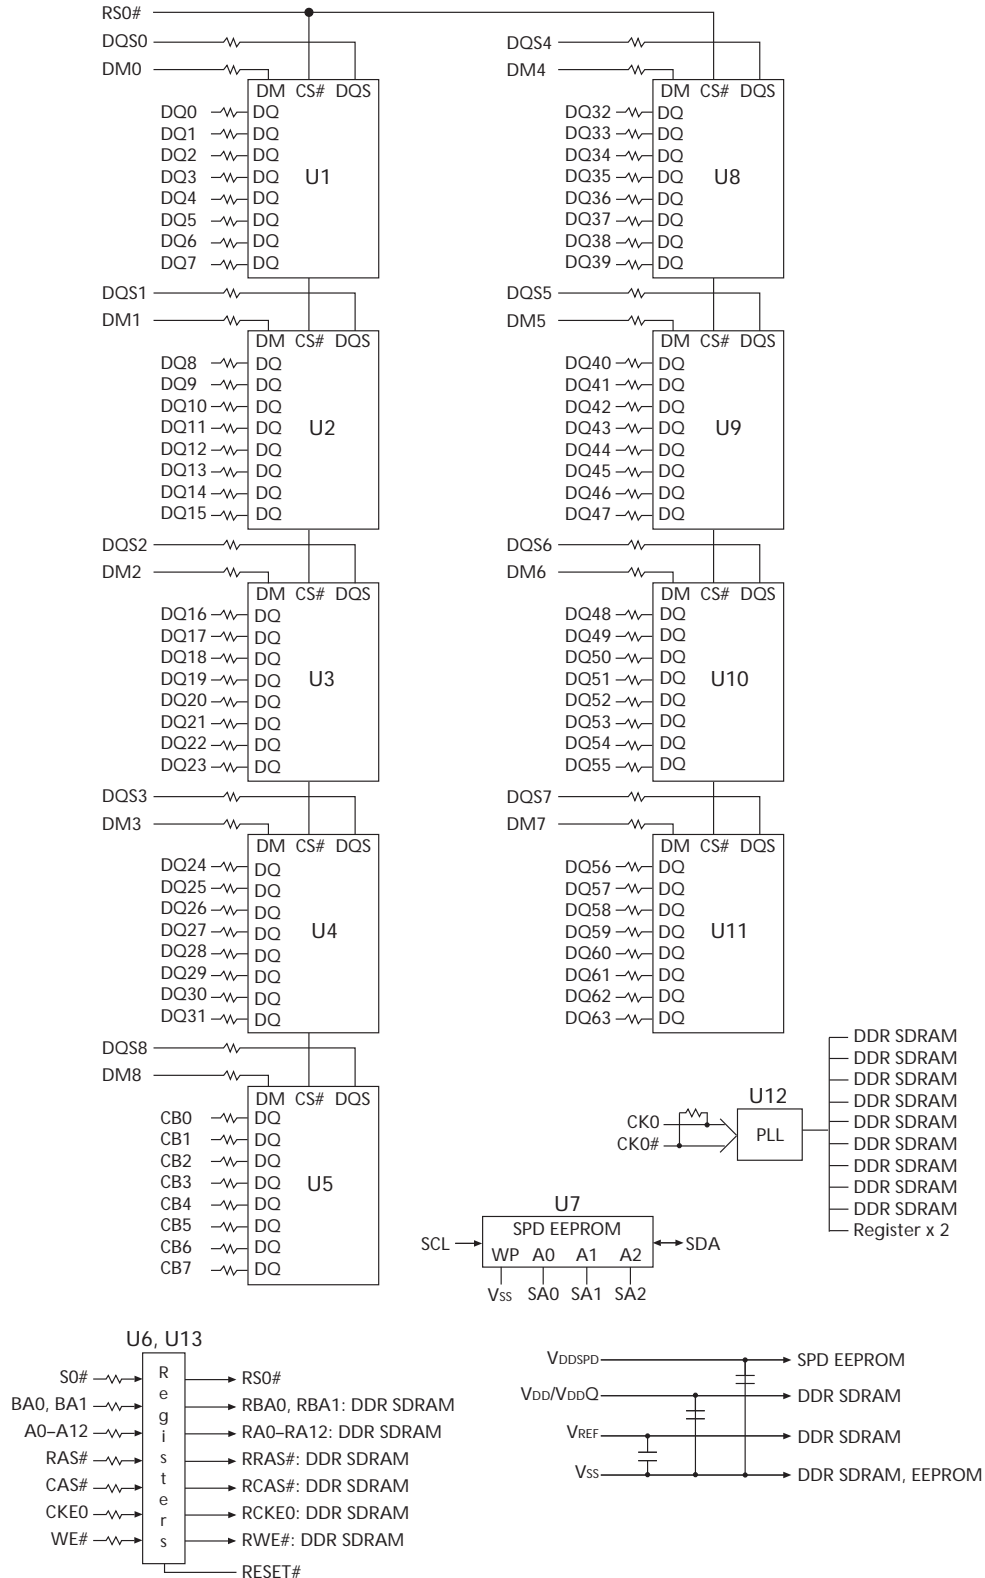 RS0#
DQS0
DM0
DM CS# DQS
DQ0 DQ
DQ1 DQ
DQ2 DQ
DQ3 DQ
DQ4 DQ
DQ5 DQ
DQ6 DQ
DQ7 DQ
U1
DQS1
DM1
DM CS# DQS
DQ8 DQ
DQ9 DQ
DQ10 DQ
DQ11 DQ
DQ12 DQ
DQ13 DQ
DQ14 DQ
DQ15 DQ
U2
DQS2
DM2
DM CS# DQS
DQ16 DQ
DQ17 DQ
DQ18 DQ
DQ19 DQ
DQ20 DQ
DQ21 DQ
DQ22 DQ
DQ23 DQ
U3
DQS3
DM3
DM CS# DQS
DQ24 DQ
DQ25 DQ
DQ26 DQ
DQ27 DQ
DQ28 DQ
DQ29 DQ
DQ30 DQ
DQ31 DQ
U4
DQS8
DM8
DM CS# DQS
CB0 DQ
CB1 DQ
CB2 DQ
CB3 DQ
CB4 DQ
CB5 DQ
CB6 DQ
CB7 DQ
U5
DQS4
DM4
DM CS# DQS
DQ32 DQ
DQ33 DQ
DQ34 DQ
DQ35 DQ
DQ36 DQ
DQ37 DQ
DQ38 DQ
DQ39 DQ
U8
DQS5
DM5
DM CS# DQS
DQ40 DQ
DQ41 DQ
DQ42 DQ
DQ43 DQ
DQ44 DQ
DQ45 DQ
DQ46 DQ
DQ47 DQ
U9
DQS6
DM6
DM CS# DQS
DQ48 DQ
DQ49 DQ
DQ50 DQ
DQ51 DQ
DQ52 DQ
DQ53 DQ
DQ54 DQ
DQ55 DQ
U10
DQS7
DM7
DM CS# DQS
DQ56 DQ
DQ57 DQ
DQ58 DQ
DQ59 DQ
DQ60 DQ
DQ61 DQ
DQ62 DQ
DQ63 DQ
U11
U12
CK0
CK0#
PLL
DDR SDRAM
DDR SDRAM
DDR SDRAM
DDR SDRAM
DDR SDRAM
DDR SDRAM
DDR SDRAM
DDR SDRAM
DDR SDRAM
Register x 2
U7
SPD EEPROM
SCL
SDA
WP A0 A1 A2
VSS SA0 SA1 SA2
U6, U13
Registers
S0# RS0#
BA0, BA1 RBA0, RBA1: DDR SDRAM
A0–A12 RA0–RA12: DDR SDRAM
RAS# RRAS#: DDR SDRAM
CAS# RCAS#: DDR SDRAM
CKE0 RCKE0: DDR SDRAM
WE# RWE#: DDR SDRAM
RESET#
VDDSPD SPD EEPROM
VDD/VDDQ DDR SDRAM
VREF DDR SDRAM
VSS DDR SDRAM, EEPROM